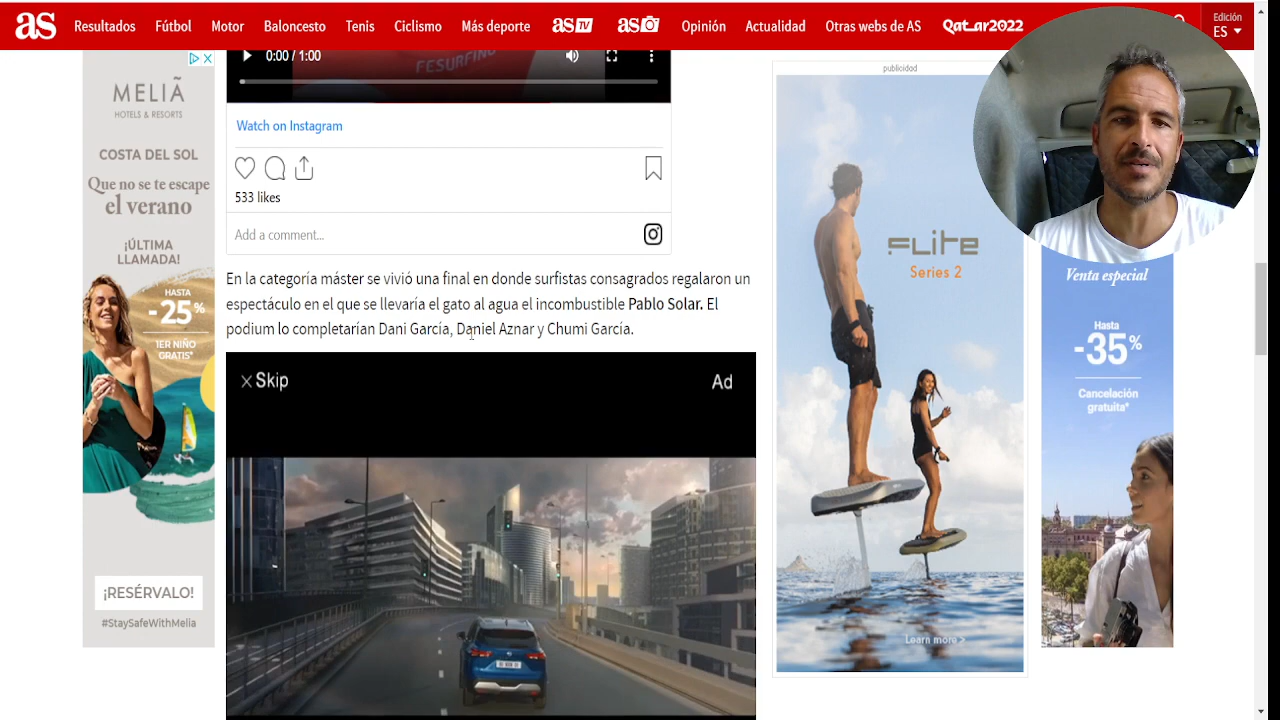 as Resultados Fútbol Motor Baloncesto Tenis Ciclismo Más deporte as TV as Opinión Actualidad Otras webs de AS Qatar2022
Edición
ES
MELIÃ
HOTELS & RESORTS
COSTA DEL SOL
Que no se te escape
el verano
¡ÚLTIMA
LLAMADA!
HASTA
-25%
1ER NIÑO
GRATIS*
¡RESÉRVALO!
#StaySafeWithMelia
0:00 / 1:00
FESURFING
Watch on Instagram
533 likes
Add a comment...
En la categoría máster se vivió una final en donde surfistas consagrados regalaron un
espectáculo en el que se llevaría el gato al agua el incombustible Pablo Solar. El
podium lo completarían Dani García, Daniel Aznar y Chumi García.
Skip
Ad
publicidad
FLITE
Series 2
Learn more >
Venta especial
Hasta
-35%
Cancelación
gratuita*